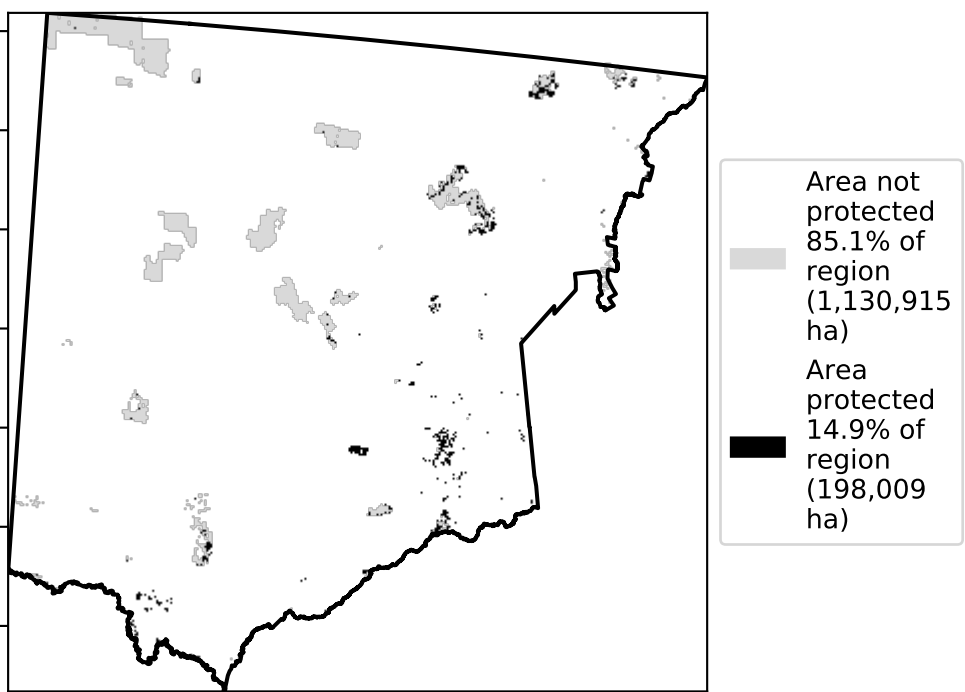 Area not
protected
85.1% of
region
(1,130,915
ha)
Area
protected
14.9% of
region
(198,009
ha)